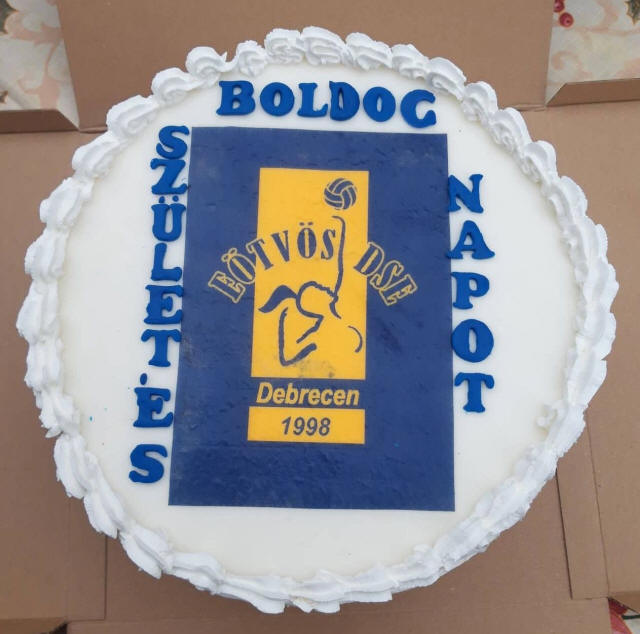 BOLDOG
SZÜLETÉS
NAPOT
EÖTVÖS DSE
Debrecen
1998